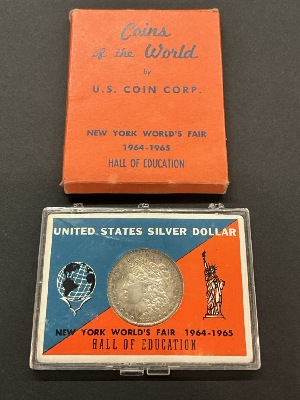 Coins
of the World
by
U.S. COIN CORP.
NEW YORK WORLD'S FAIR
1964-1965
HALL OF EDUCATION
UNITED STATES SILVER DOLLAR
NEW YORK WORLD'S FAIR 1964-1965
HALL OF EDUCATION